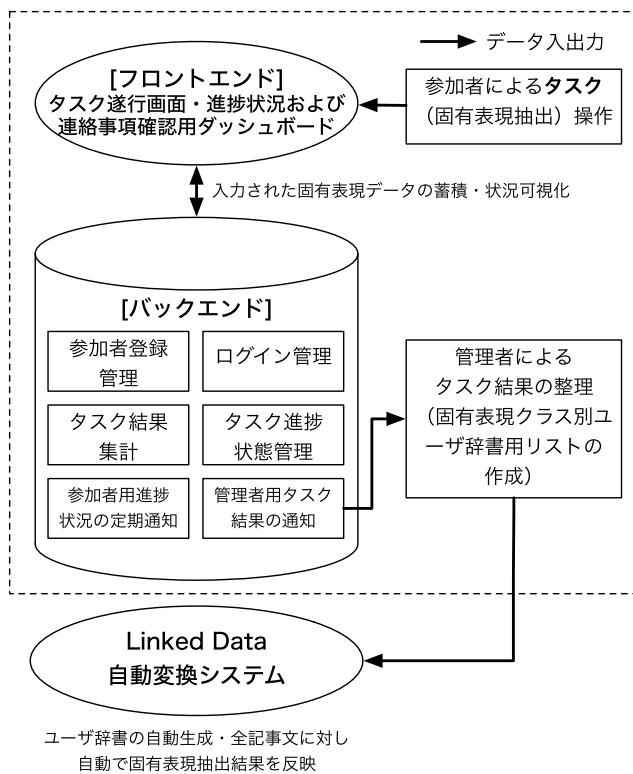 データ入出力
[フロントエンド]
タスク遂行画面・進捗状況および
連絡事項確認用ダッシュボード
参加者によるタスク
（固有表現抽出）操作
入力された固有表現データの蓄積・状況可視化
[バックエンド]
参加者登録
管理
ログイン管理
タスク結果
集計
タスク進捗
状態管理
参加者用進捗
状況の定期通知
管理者用タスク
結果の通知
管理者による
タスク結果の整理
（固有表現クラス別ユ
ーザ辞書用リストの
作成）
Linked Data
自動変換システム
ユーザ辞書の自動生成・全記事文に対し
自動で固有表現抽出結果を反映